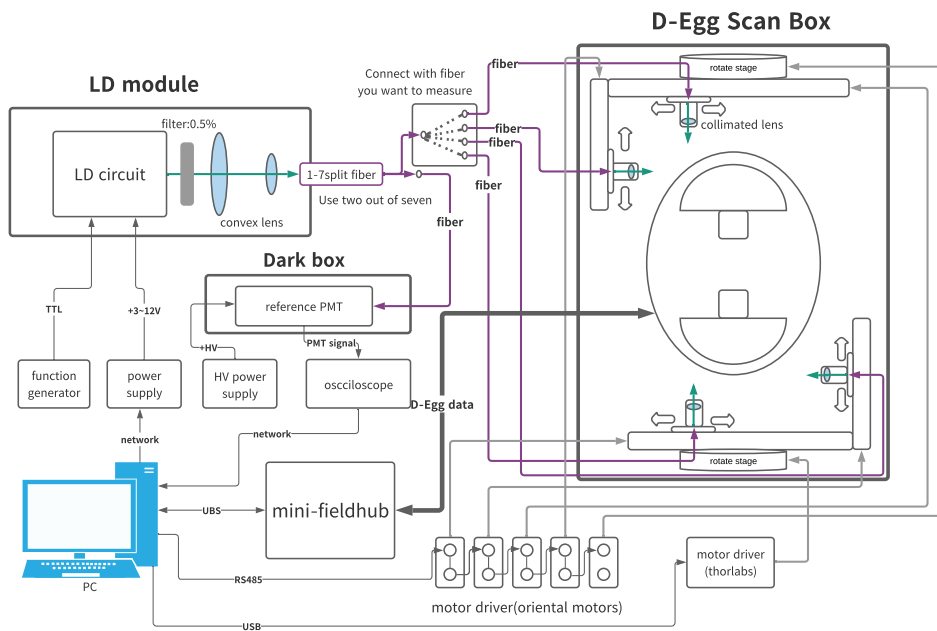 D-Egg Scan Box
LD module
Connect with fiber
you want to measure
fiber
rotate stage
filter:0.5%
LD circuit
convex lens
1-7split fiber
Use two out of seven
fiber
fiber
fiber
fiber
collimated lens
Dark box
reference PMT
TTL
+3~12V
+HV
PMT signal
function
generator
power
supply
HV power
supply
oscciloscope
D-Egg data
network
network
rotate stage
mini-fieldhub
UBS
PC
RS485
USB
motor driver(oriental motors)
motor driver
(thorlabs)